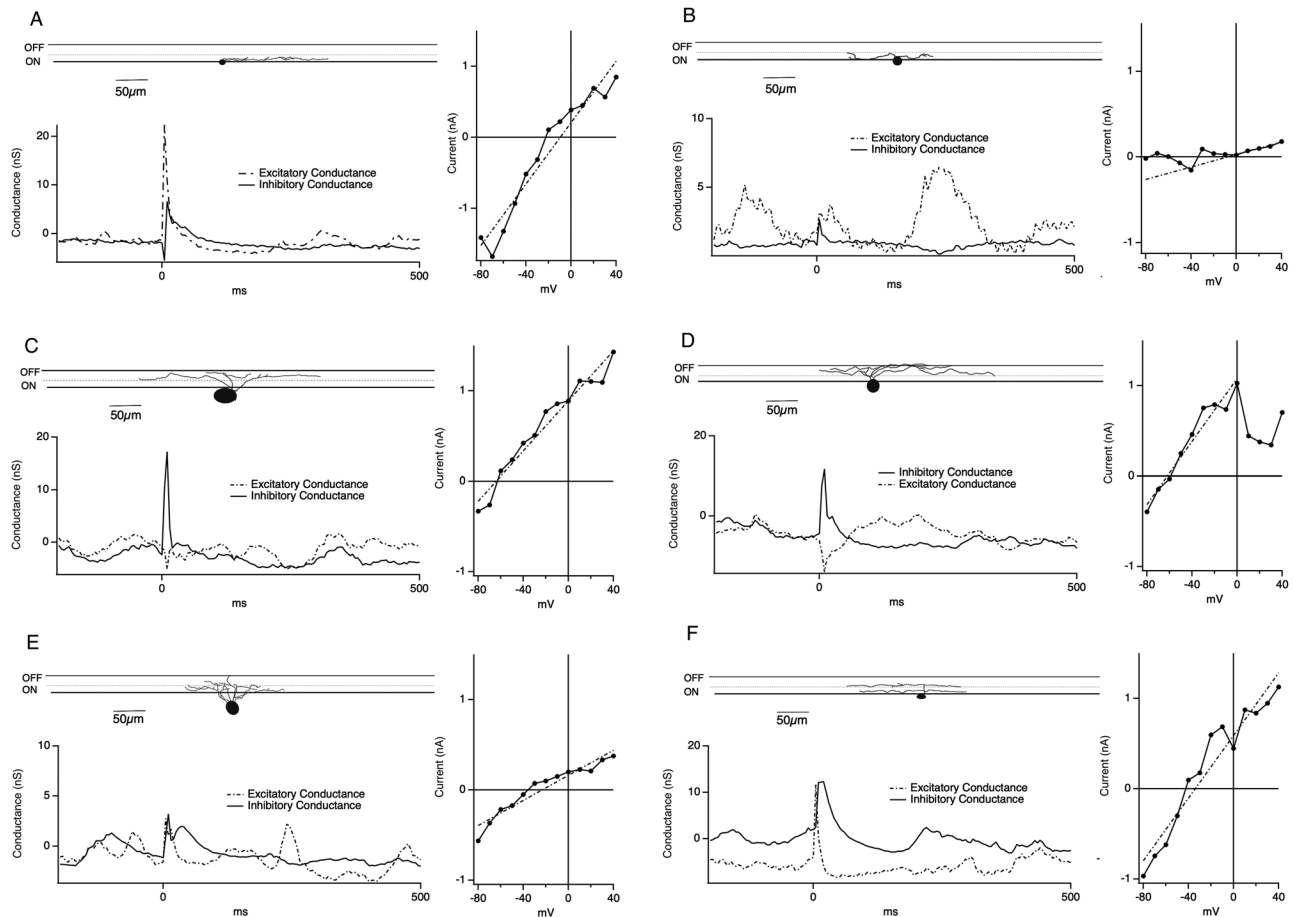 A
OFF
ON
50µm
Conductance (nS)
20
10
0
Excitatory Conductance
Inhibitory Conductance
0
500
ms
Current (nA)
1
0
-1
-80
-40
0
40
mV
B
OFF
ON
50µm
Conductance (nS)
10
5
Excitatory Conductance
Inhibitory Conductance
0
500
ms
Current (nA)
1
0
-1
-80
-40
0
40
mV
C
OFF
ON
50µm
Conductance (nS)
20
10
0
Excitatory Conductance
Inhibitory Conductance
0
500
ms
Current (nA)
1
0
-1
-80
-40
0
40
mV
D
OFF
ON
50µm
Conductance (nS)
20
0
Inhibitory Conductance
Excitatory Conductance
0
500
ms
Current (nA)
1
0
-1
-80
-40
0
40
mV
E
OFF
ON
50µm
Conductance (nS)
10
5
0
Excitatory Conductance
Inhibitory Conductance
0
500
ms
Current (nA)
1
0
-1
-80
-40
0
40
mV
F
OFF
ON
50µm
Conductance (nS)
20
10
0
Excitatory Conductance
Inhibitory Conductance
0
500
ms
Current (nA)
1
0
-1
-80
-40
0
40
mV